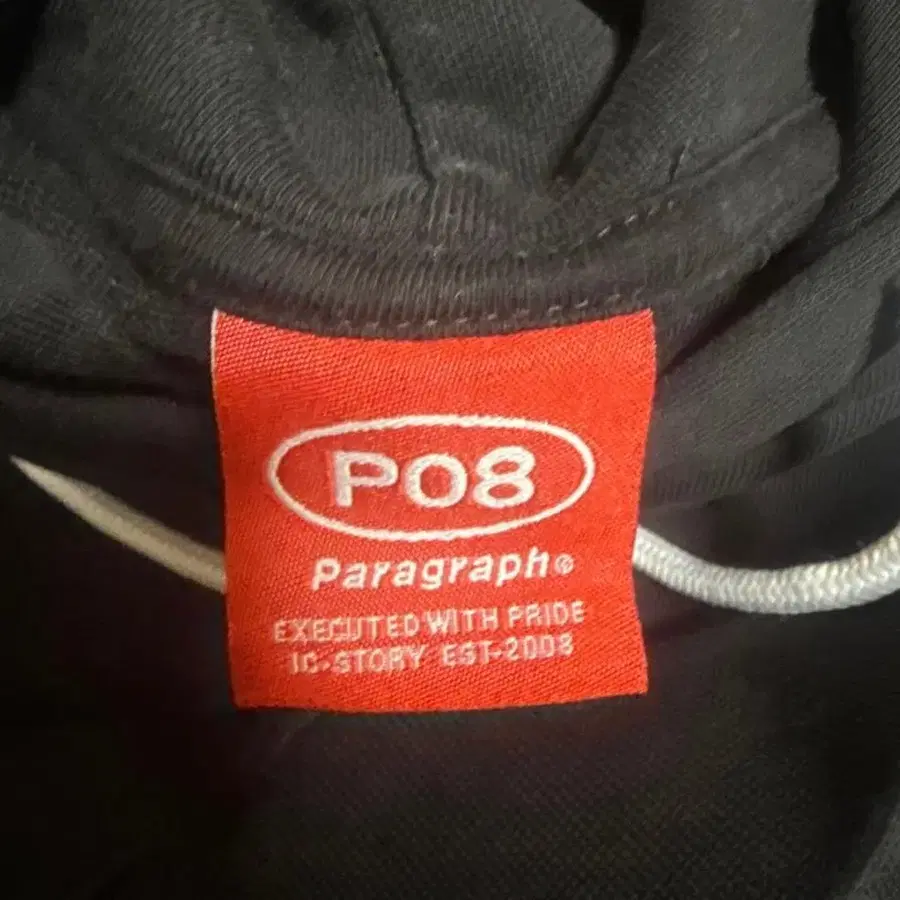 P08
Paragraph®
EXECUTED WITH PRIDE
IC-STORY EST-2008